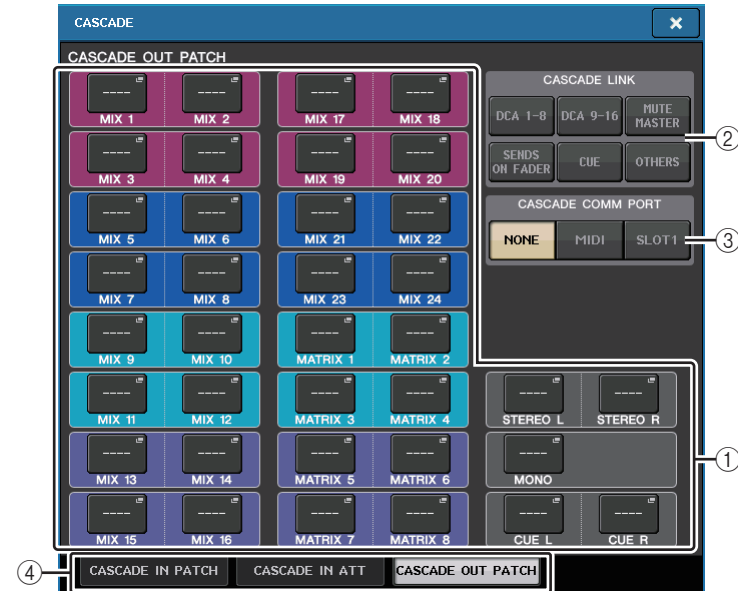 CASCADE
×
CASCADE OUT PATCH
---- ---- ---- ----
MIX 1 MIX 2 MIX 17 MIX 18
---- ---- ---- ----
MIX 3 MIX 4 MIX 19 MIX 20
---- ---- ---- ----
MIX 5 MIX 6 MIX 21 MIX 22
---- ---- ---- ----
MIX 7 MIX 8 MIX 23 MIX 24
---- ---- ---- ----
MIX 9 MIX 10 MATRIX 1 MATRIX 2
---- ---- ---- ----
MIX 11 MIX 12 MATRIX 3 MATRIX 4
---- ---- ---- ----
MIX 13 MIX 14 MATRIX 5 MATRIX 6
---- ---- ---- ----
MIX 15 MIX 16 MATRIX 7 MATRIX 8
CASCADE LINK
DCA 1-8 DCA 9-16 MUTE
MASTER
②
SENDS
ON FADER CUE OTHERS
CASCADE COMM PORT
NONE MIDI SLOT1
③
---- ----
STEREO L STEREO R
----
MONO
①
---- ----
CUE L CUE R
④
CASCADE IN PATCH CASCADE IN ATT CASCADE OUT PATCH